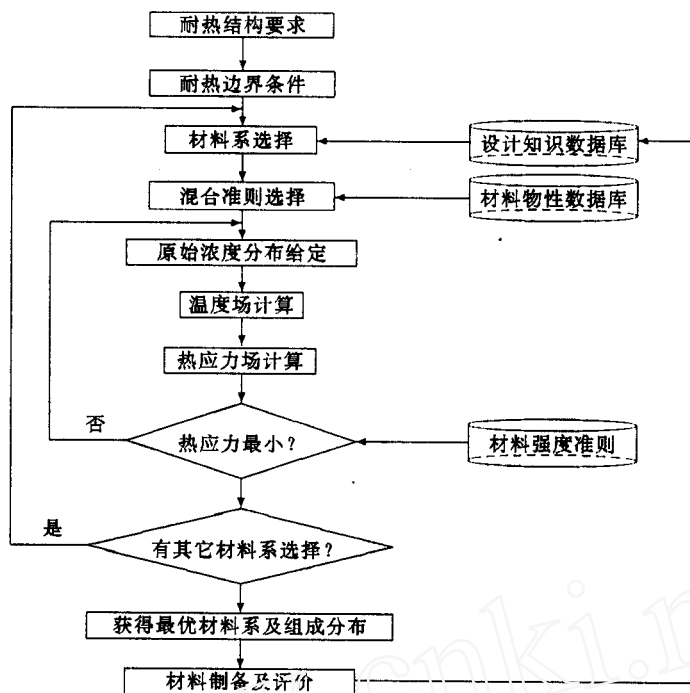 耐热结构要求
耐热边界条件
材料系选择
设计知识数据库
混合准则选择
材料物性数据库
原始浓度分布给定
温度场计算
热应力场计算
否
热应力最小?
材料强度准则
是
有其它材料系选择?
获得最优材料系及组成分布
材料制备及评价